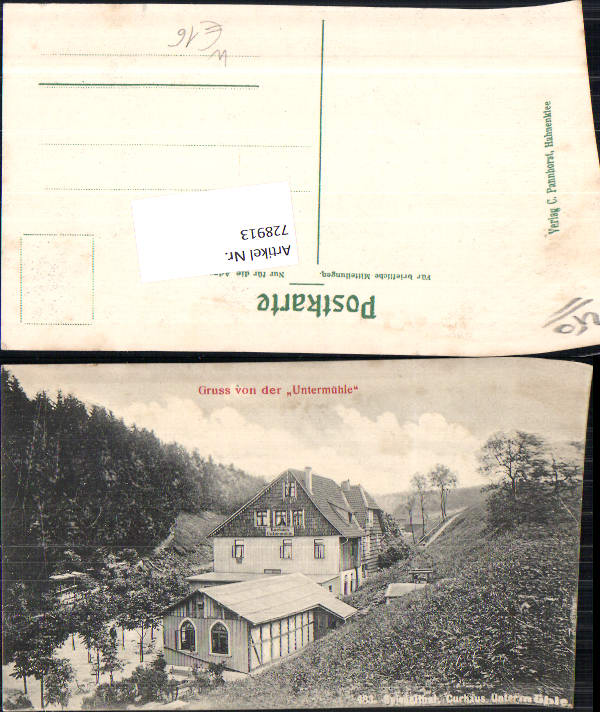 W
E16
Verlag C. Pannhorst, Hahnenklee
Artikel Nr.
728913
Nur für die
Für briefliche Mitteilungen.
Postkarte
Gruss von der „Untermühle“
Curhaus Untermühle